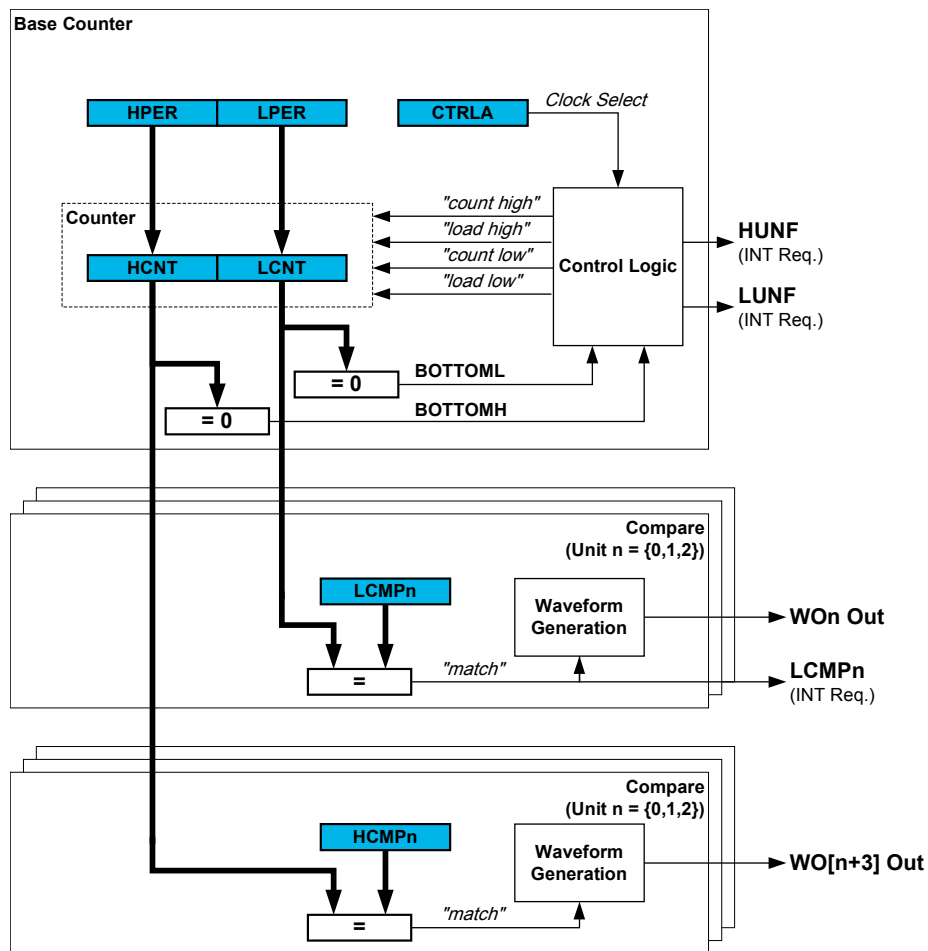 Base Counter
HPER
LPER
CTRLA
Clock Select
Counter
"count high"
"load high"
"count low"
"load low"
HCNT
LCNT
Control Logic
HUNF
(INT Req.)
LUNF
(INT Req.)
= 0
BOTTOML
= 0
BOTTOMH
Compare
(Unit n = {0,1,2})
LCMPn
Waveform
Generation
WOn Out
=
"match"
LCMPn
(INT Req.)
Compare
(Unit n = {0,1,2})
HCMPn
Waveform
Generation
WO[n+3] Out
=
"match"